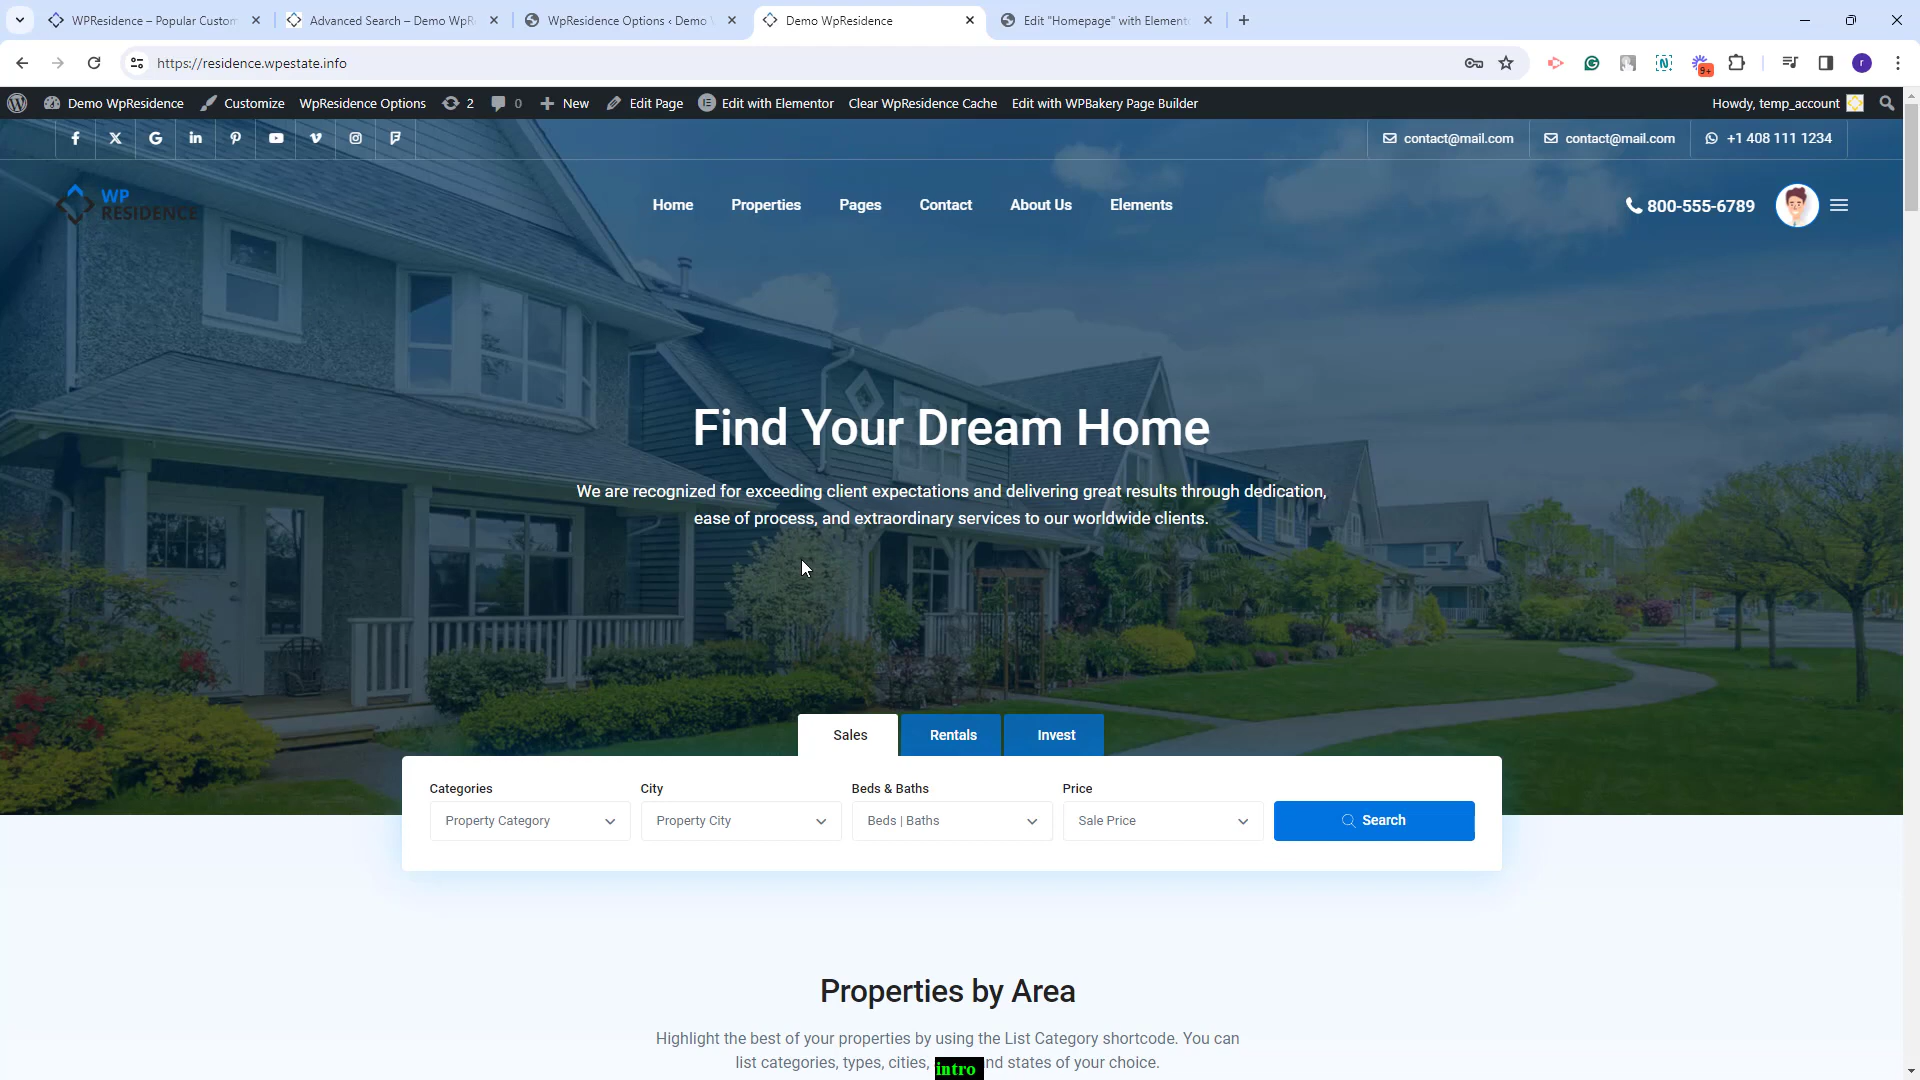 WPResidence – Popular Custom
Advanced Search – Demo WpR
WpResidence Options ‹ Demo
Demo WpResidence
Edit "Homepage" with Element
https://residence.wpestate.info
9+
r
Demo WpResidence
Customize
WpResidence Options
2
0
New
Edit Page
Edit with Elementor
Clear WpResidence Cache
Edit with WPBakery Page Builder
Howdy, temp_account
contact@mail.com
contact@mail.com
+1 408 111 1234
WP
RESIDENCE
Home
Properties
Pages
Contact
About Us
Elements
800-555-6789
Find Your Dream Home
We are recognized for exceeding client expectations and delivering great results through dedication,
ease of process, and extraordinary services to our worldwide clients.
Sales
Rentals
Invest
Categories
City
Beds & Baths
Price
Property Category
Property City
Beds | Baths
Sale Price
Search
Properties by Area
Highlight the best of your properties by using the List Category shortcode. You can
list categories, types, cities, nd states of your choice.
intro